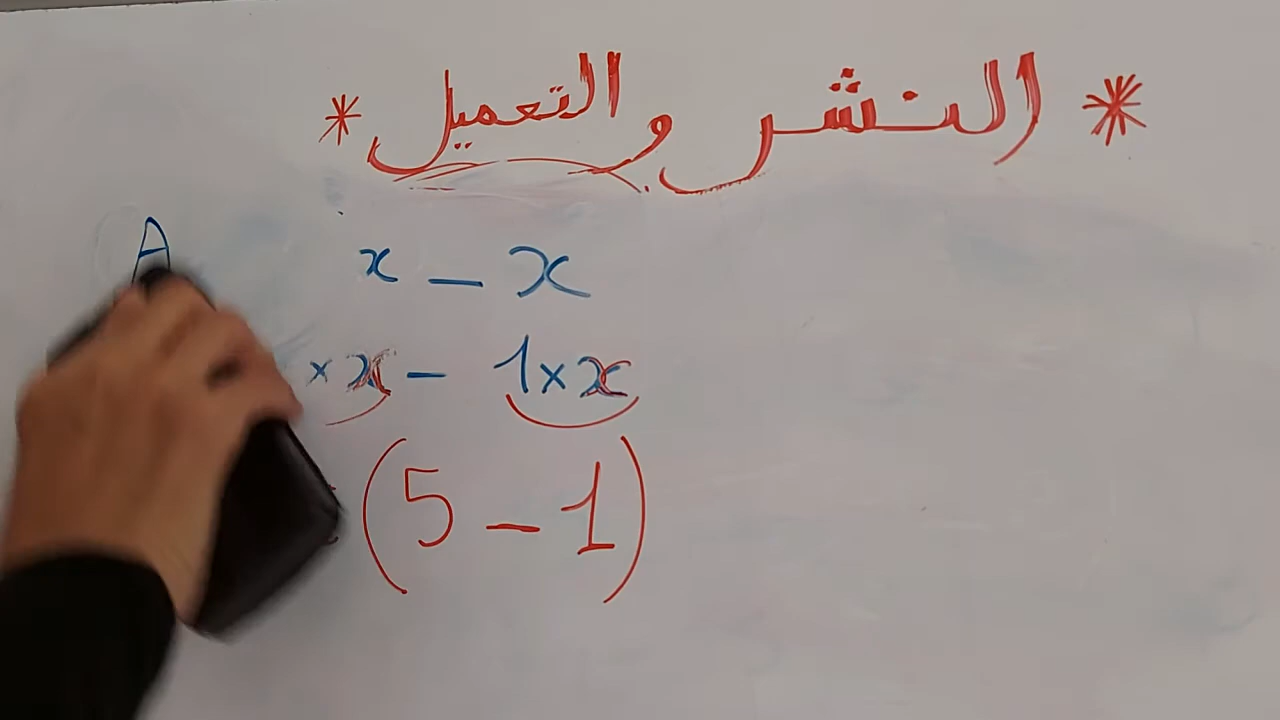 * النشر والتعميل *
A x - x
× x - 1 × x
(5 - 1)